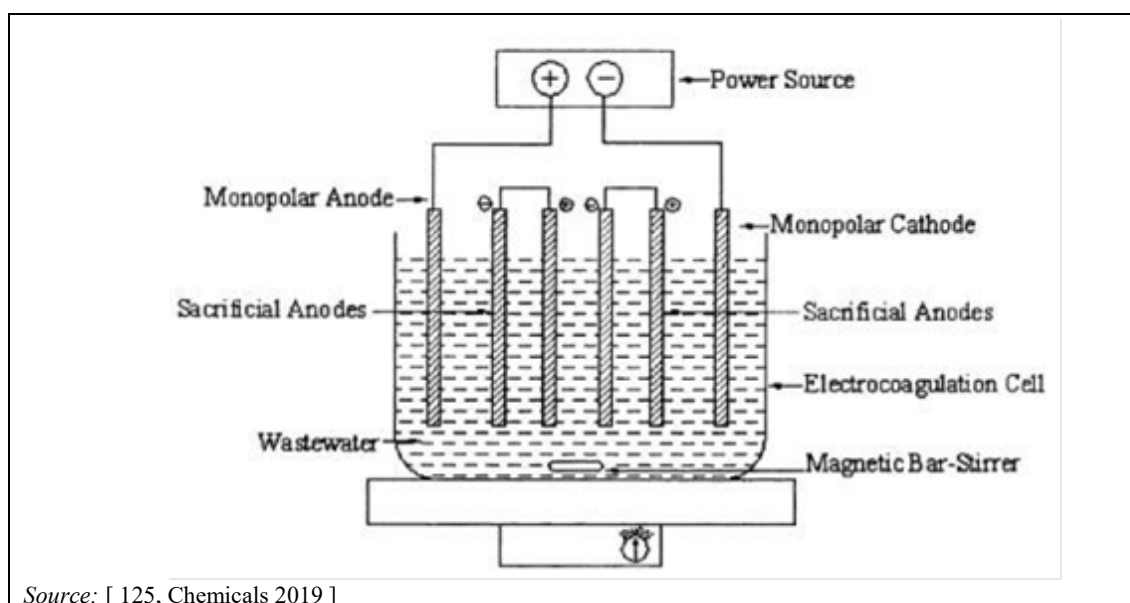 + −
Power Source
Monopolar Anode
− + − +
Monopolar Cathode
Sacrificial Anodes
Sacrificial Anodes
Electrocoagulation Cell
Wastewater
Magnetic Bar-Stirrer
Source: [ 125, Chemicals 2019 ]